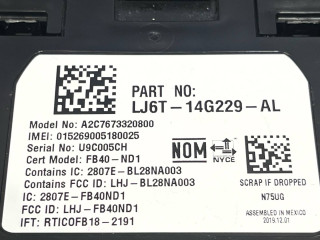 PART NO:
LJ6T-14G229-AL
Model No: A2C7673320800
IMEI: 015269005180025
Serial No: U9C005CH
Cert Model: FB40-ND1
Contains IC: 2807E-BL28NA003
Contains FCC ID: LHJ-BL28NA003
IC: 2807E-FB40ND1
FCC ID: LHJ-FB40ND1
IFT: RTICOFB18-2191
NOM
NYCE
SCRAP IF DROPPED
N75UG
ASSEMBLED IN MEXICO
2019.12.01